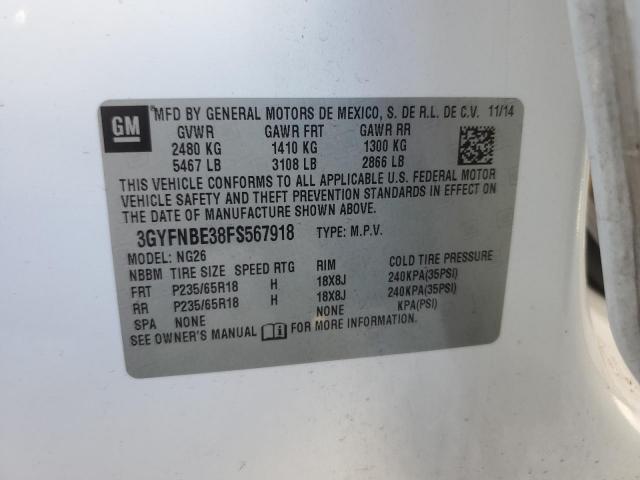 GM
MFD BY GENERAL MOTORS DE MEXICO, S. DE R.L. DE C.V. 11/14
GVWR GAWR FRT GAWR RR
2480 KG 1410 KG 1300 KG
5467 LB 3108 LB 2866 LB
THIS VEHICLE CONFORMS TO ALL APPLICABLE U.S. FEDERAL MOTOR
VEHICLE SAFETY AND THEFT PREVENTION STANDARDS IN EFFECT ON
THE DATE OF MANUFACTURE SHOWN ABOVE.
3GYFNBE38FS567918 TYPE: M.P.V.
MODEL: NG26
NBBM TIRE SIZE SPEED RTG RIM COLD TIRE PRESSURE
FRT P235/65R18 H 18X8J 240KPA(35PSI)
RR P235/65R18 H 18X8J 240KPA(35PSI)
SPA NONE NONE KPA(PSI)
SEE OWNER'S MANUAL FOR MORE INFORMATION.